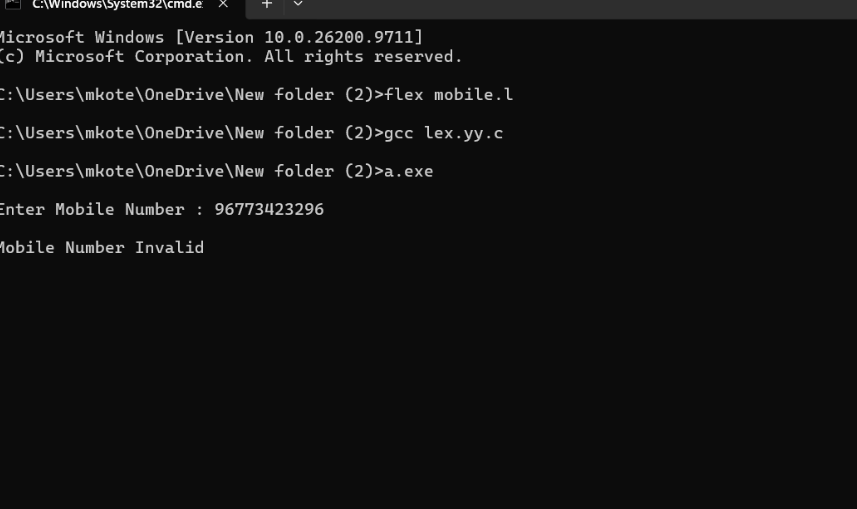 C:\Windows\System32\cmd.e
Microsoft Windows [Version 10.0.26200.9711]
(c) Microsoft Corporation. All rights reserved.
C:\Users\mkote\OneDrive\New folder (2)>flex mobile.l
C:\Users\mkote\OneDrive\New folder (2)>gcc lex.yy.c
C:\Users\mkote\OneDrive\New folder (2)>a.exe
Enter Mobile Number : 96773423296
Mobile Number Invalid